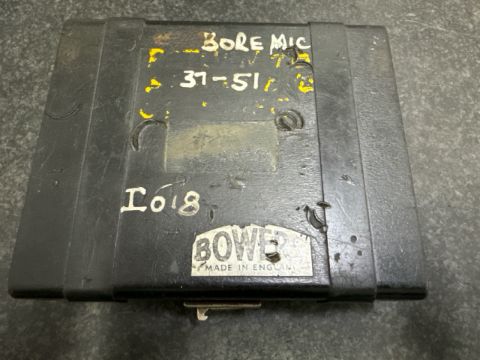 BORE MIC
37-51
I018
BOWERS
MADE IN ENGLAND